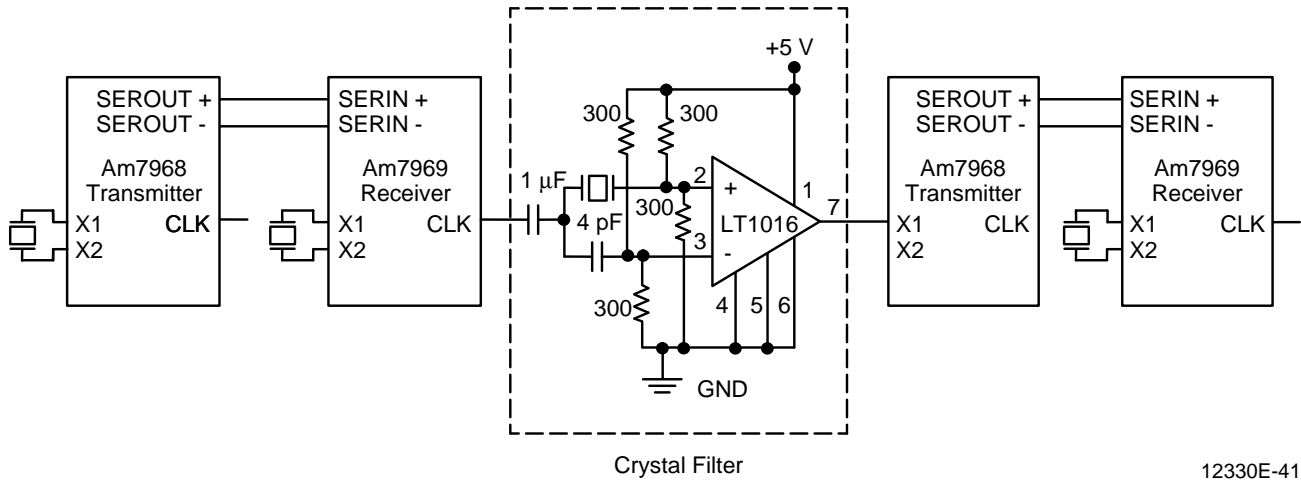 +5 V
SEROUT +
SEROUT -
Am7968
Transmitter
X1
X2
CLK
SERIN +
SERIN -
Am7969
Receiver
X1
X2
CLK
1 μF
4 pF
300
300
300
300
2
+
3
-
LT1016
1
7
4
5
6
GND
SEROUT +
SEROUT -
Am7968
Transmitter
X1
X2
CLK
SERIN +
SERIN -
Am7969
Receiver
X1
X2
CLK
Crystal Filter
12330E-41